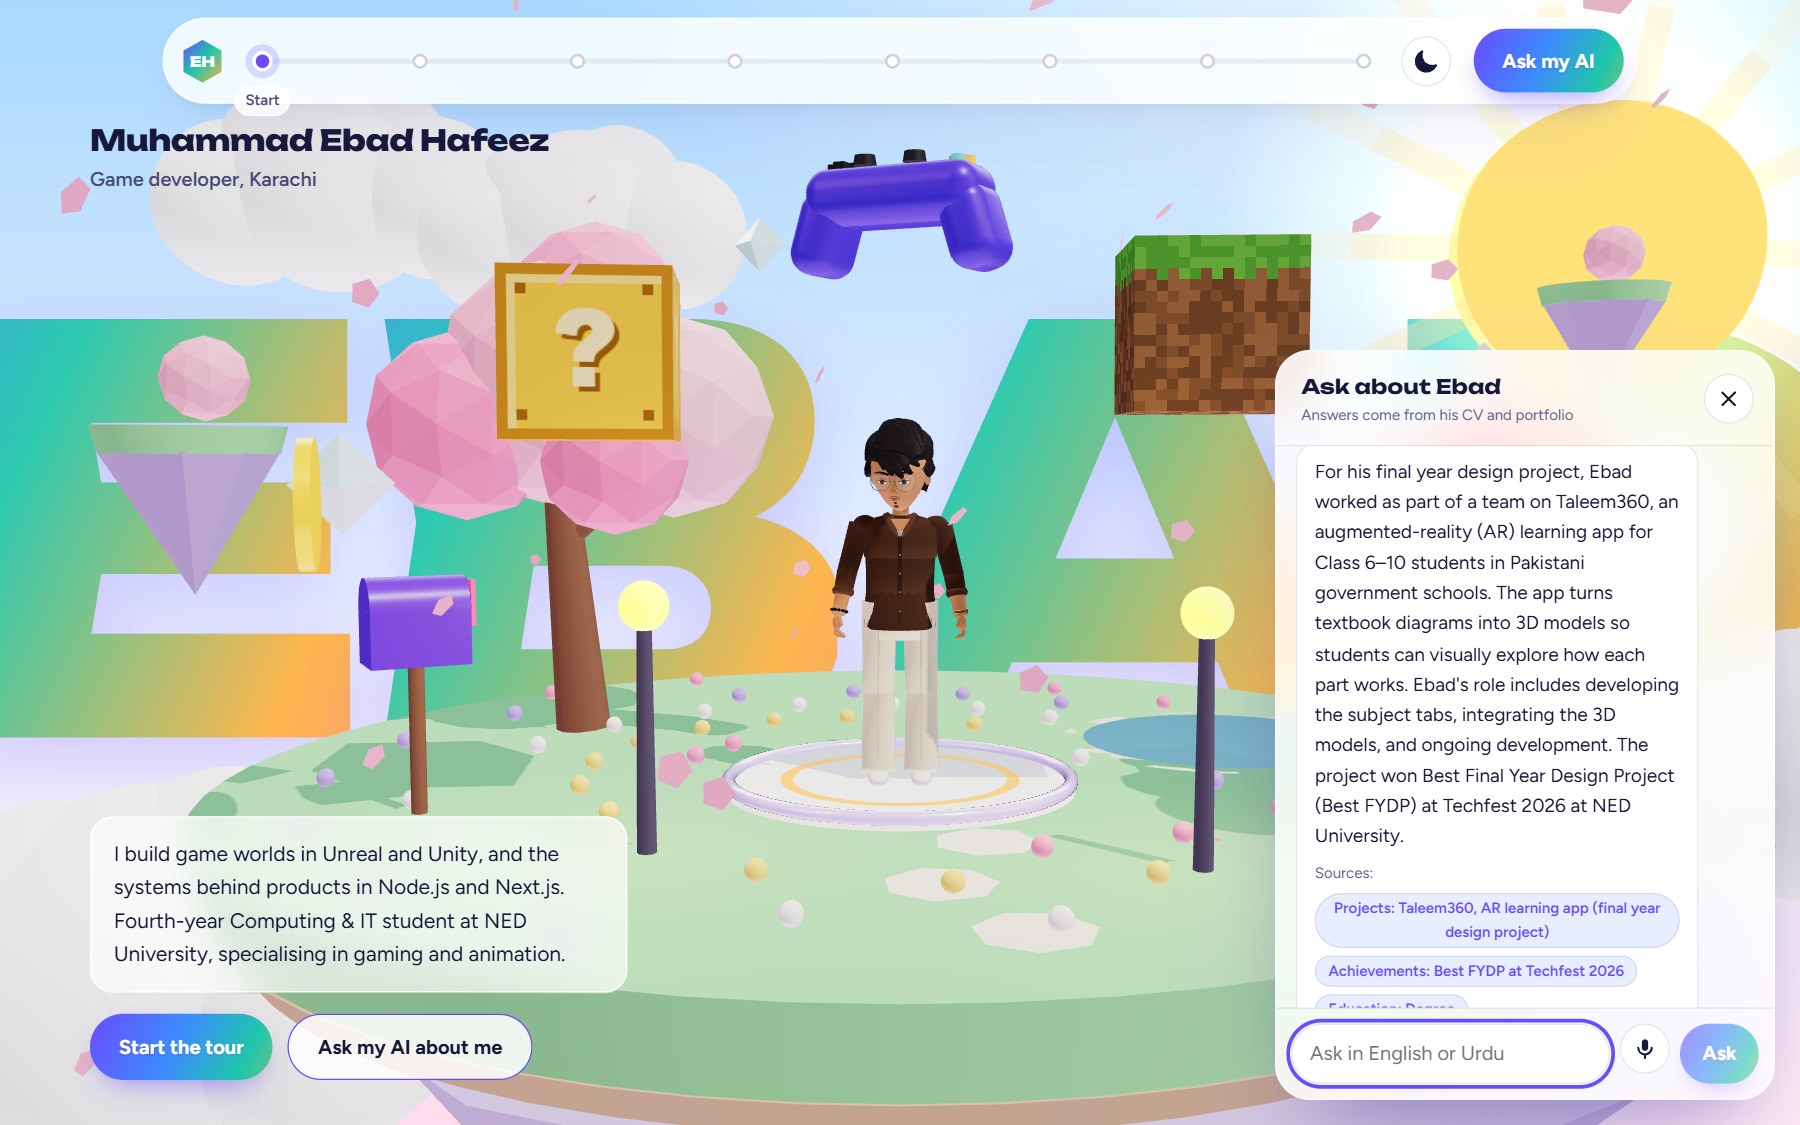 EH
Start
Ask my AI
Muhammad Ebad Hafeez
Game developer, Karachi
?
Ask about Ebad
Answers come from his CV and portfolio
For his final year design project, Ebad
worked as part of a team on Taleem360, an
augmented-reality (AR) learning app for
Class 6–10 students in Pakistani
government schools. The app turns
textbook diagrams into 3D models so
students can visually explore how each
part works. Ebad's role includes developing
the subject tabs, integrating the 3D
models, and ongoing development. The
project won Best Final Year Design Project
(Best FYDP) at Techfest 2026 at NED
University.
Sources:
Projects: Taleem360, AR learning app (final year
design project)
Achievements: Best FYDP at Techfest 2026
Education: Degree
Ask in English or Urdu
Ask
I build game worlds in Unreal and Unity, and the
systems behind products in Node.js and Next.js.
Fourth-year Computing & IT student at NED
University, specialising in gaming and animation.
Start the tour
Ask my AI about me